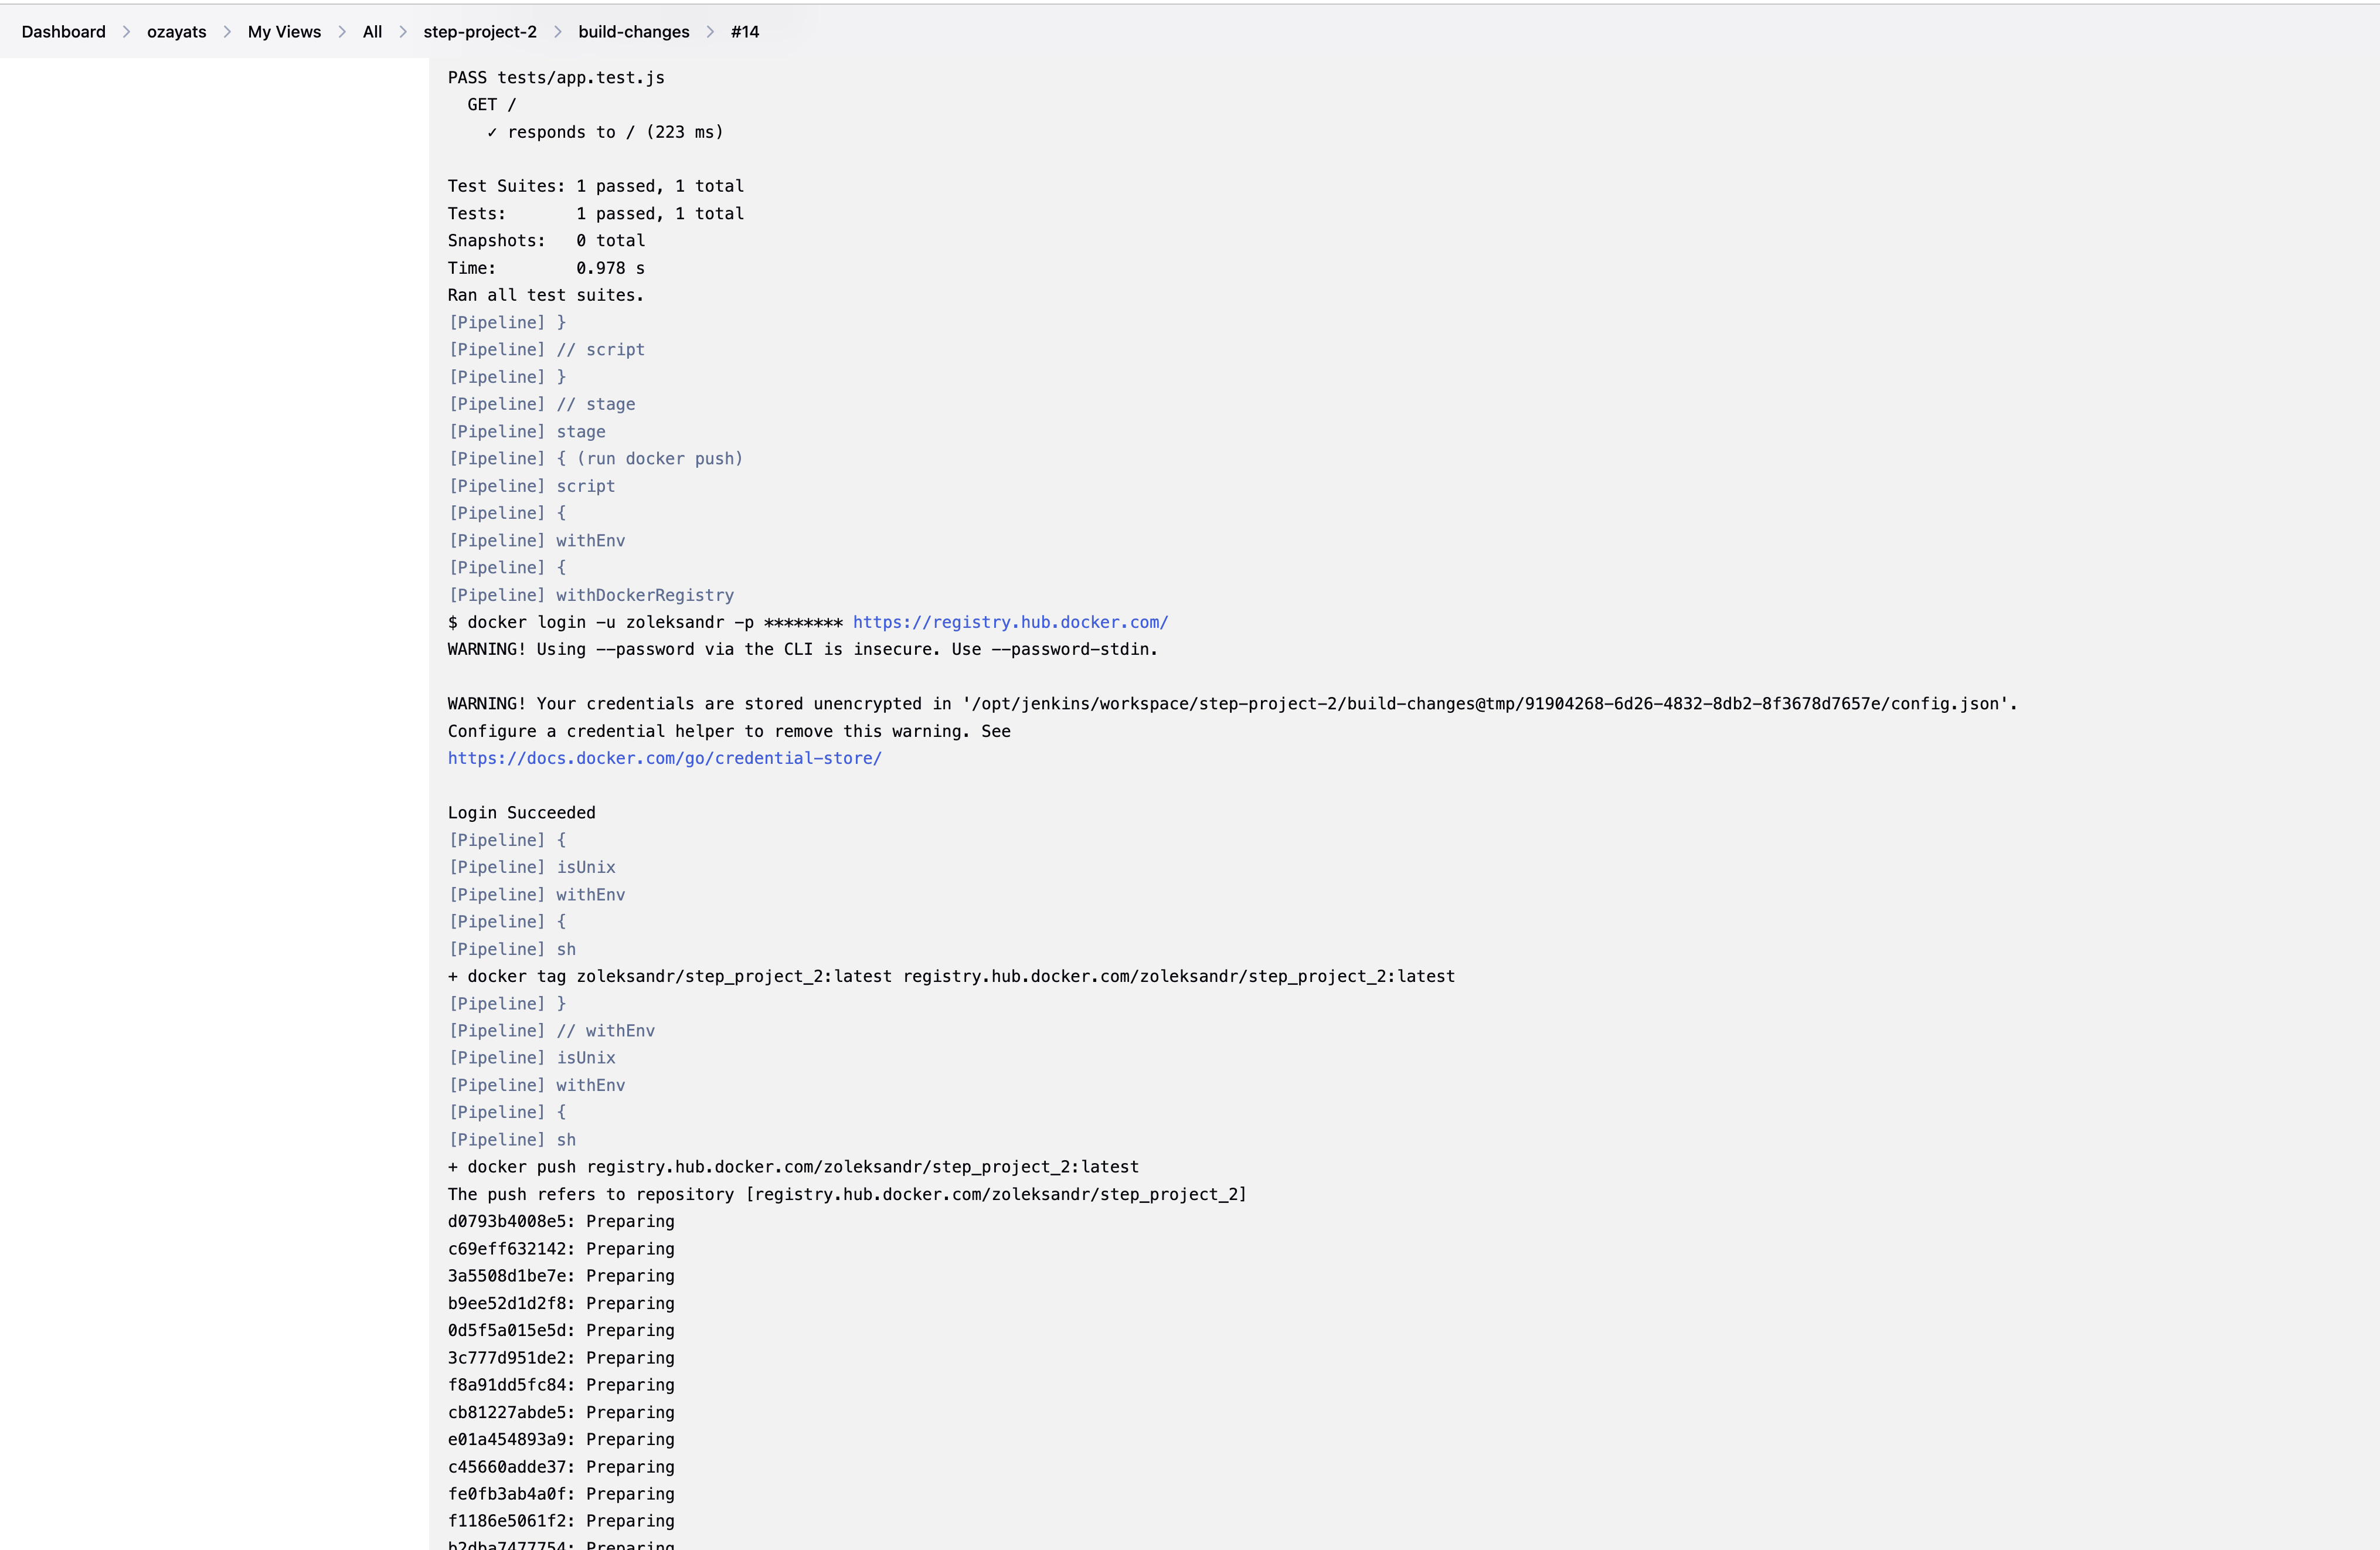 Dashboard > ozayats > My Views > All > step-project-2 > build-changes > #14
PASS tests/app.test.js
  GET /
    ✓ responds to / (223 ms)

Test Suites: 1 passed, 1 total
Tests:       1 passed, 1 total
Snapshots:   0 total
Time:        0.978 s
Ran all test suites.
[Pipeline] }
[Pipeline] // script
[Pipeline] }
[Pipeline] // stage
[Pipeline] stage
[Pipeline] { (run docker push)
[Pipeline] script
[Pipeline] {
[Pipeline] withEnv
[Pipeline] {
[Pipeline] withDockerRegistry
$ docker login -u zoleksandr -p ******** https://registry.hub.docker.com/
WARNING! Using --password via the CLI is insecure. Use --password-stdin.

WARNING! Your credentials are stored unencrypted in '/opt/jenkins/workspace/step-project-2/build-changes@tmp/91904268-6d26-4832-8db2-8f3678d7657e/config.json'.
Configure a credential helper to remove this warning. See
https://docs.docker.com/go/credential-store/

Login Succeeded
[Pipeline] {
[Pipeline] isUnix
[Pipeline] withEnv
[Pipeline] {
[Pipeline] sh
+ docker tag zoleksandr/step_project_2:latest registry.hub.docker.com/zoleksandr/step_project_2:latest
[Pipeline] }
[Pipeline] // withEnv
[Pipeline] isUnix
[Pipeline] withEnv
[Pipeline] {
[Pipeline] sh
+ docker push registry.hub.docker.com/zoleksandr/step_project_2:latest
The push refers to repository [registry.hub.docker.com/zoleksandr/step_project_2]
d0793b4008e5: Preparing
c69eff632142: Preparing
3a5508d1be7e: Preparing
b9ee52d1d2f8: Preparing
0d5f5a015e5d: Preparing
3c777d951de2: Preparing
f8a91dd5fc84: Preparing
cb81227abde5: Preparing
e01a454893a9: Preparing
c45660adde37: Preparing
fe0fb3ab4a0f: Preparing
f1186e5061f2: Preparing
b2dba7477754: Preparing